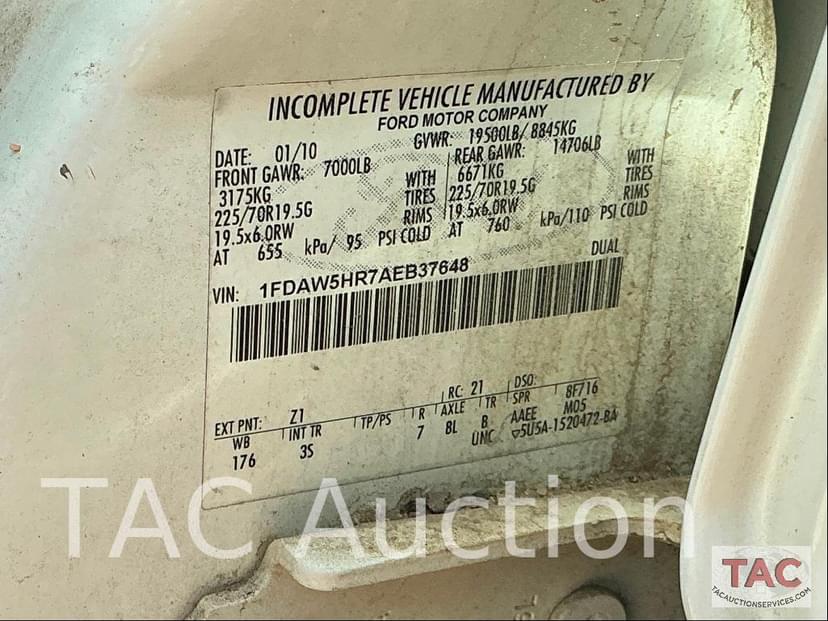 INCOMPLETE VEHICLE MANUFACTURED BY
FORD MOTOR COMPANY
DATE: 01/10 GVWR: 19500LB/ 8845KG
FRONT GAWR: 7000LB REAR GAWR: 14706LB
3175KG WITH 6671KG WITH
225/70R19.5G TIRES 225/70R19.5G TIRES
19.5x6.0RW RIMS 19.5x6.0RW RIMS
AT 655 kPa/ 95 PSI COLD AT 760 kPa/110 PSI COLD
DUAL
VIN: 1FDAW5HR7AEB37648
EXT PNT: Z1 RC: 21 DSO: 8F716
WB INT TR TP/PS R AXLE TR SPR M05
176 3S 7 8L B AAEE
UNC 5U5A-1520472-BA
TAC Auction
TAC
TACAUCTIONSERVICES.COM